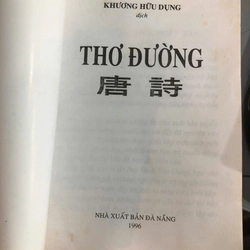 KHƯƠNG HỮU DỤNG
dịch
THƠ ĐƯỜNG
唐詩
NHÀ XUẤT BẢN ĐÀ NẴNG
1996